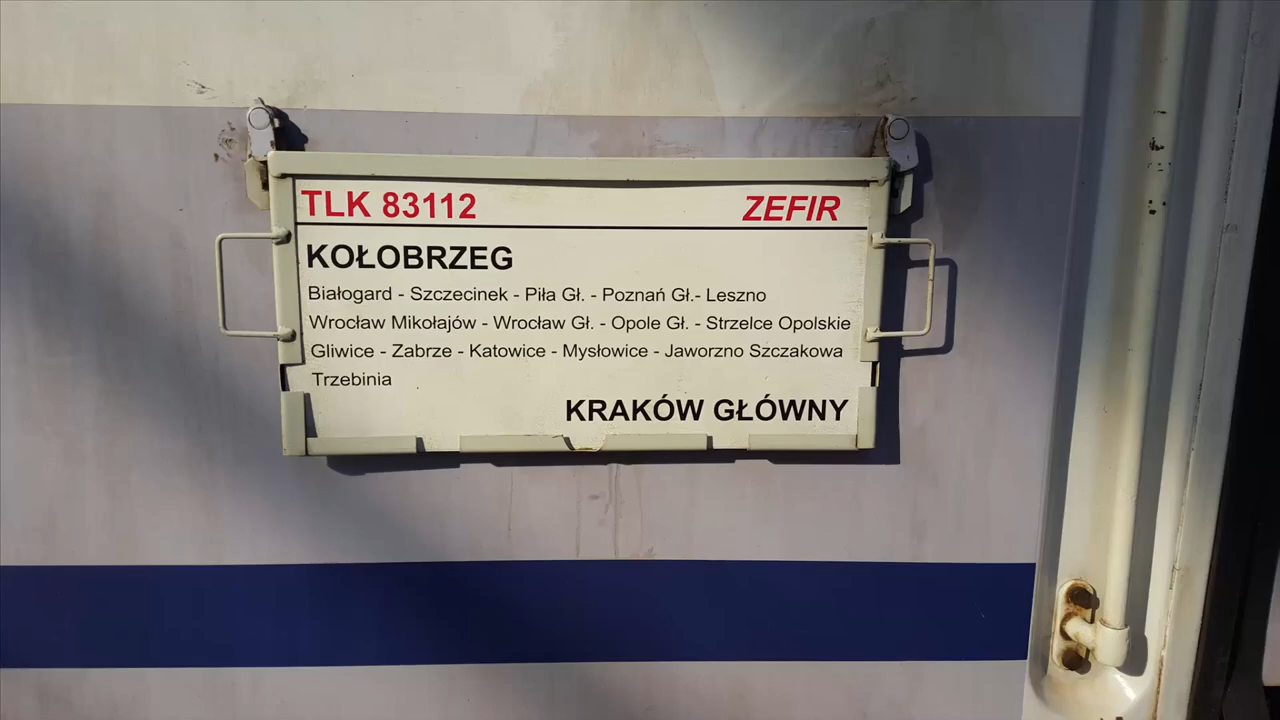 TLK 83112 ZEFIR
KOŁOBRZEG
Białogard - Szczecinek - Piła Gł. - Poznań Gł.- Leszno
Wrocław Mikołajów - Wrocław Gł. - Opole Gł. - Strzelce Opolskie
Gliwice - Zabrze - Katowice - Mysłowice - Jaworzno Szczakowa
Trzebinia
KRAKÓW GŁÓWNY